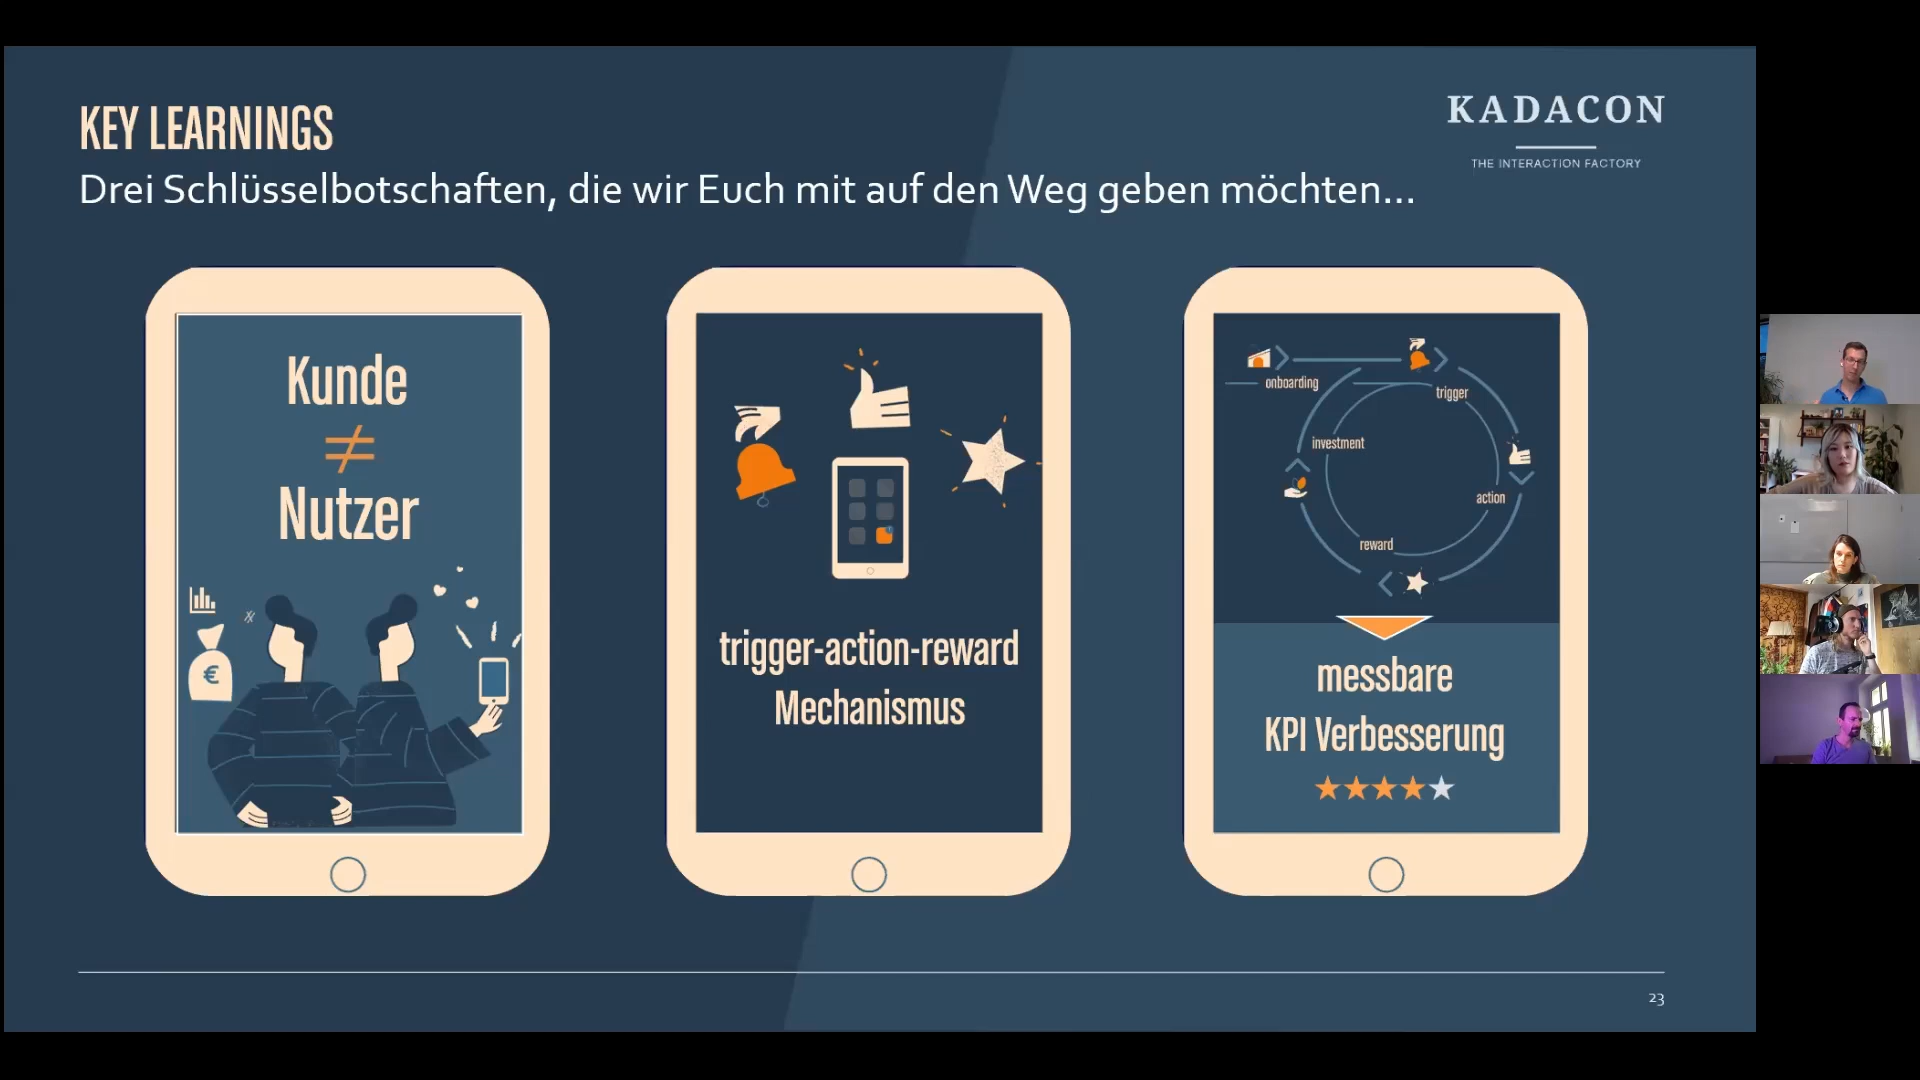 KEY LEARNINGS
Drei Schlüsselbotschaften, die wir Euch mit auf den Weg geben möchten...
KADACON
THE INTERACTION FACTORY
Kunde
≠
Nutzer
€
trigger-action-reward
Mechanismus
onboarding
trigger
investment
action
reward
messbare
KPI Verbesserung
23